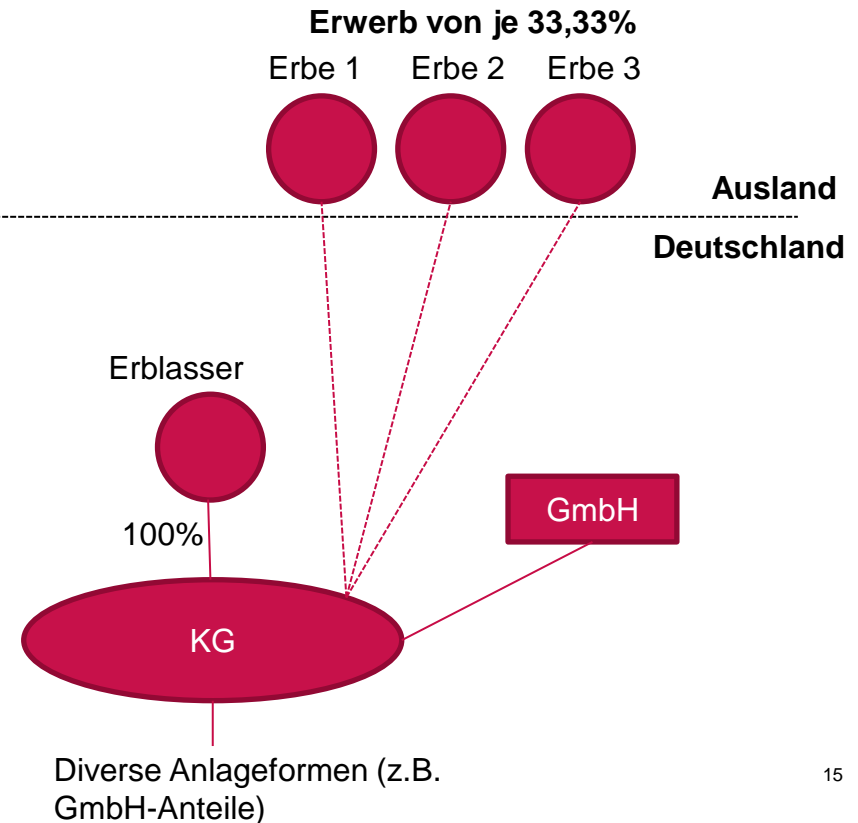 Erwerb von je 33,33%
Erbe 1 Erbe 2 Erbe 3
Ausland
Deutschland
Erblasser
100%
GmbH
KG
Diverse Anlageformen (z.B.
GmbH-Anteile)
15